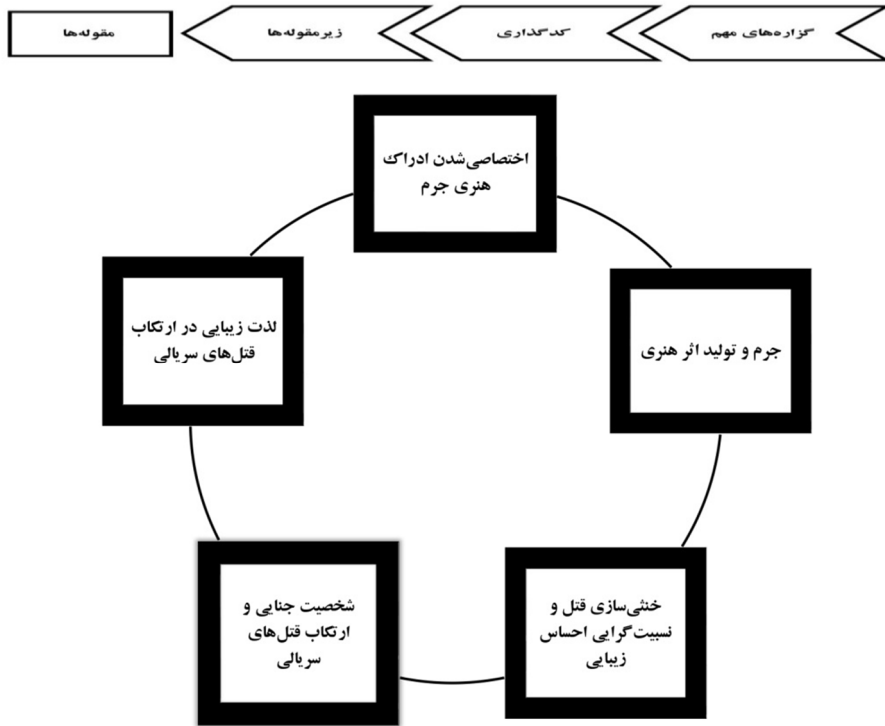 گزاره‌های مهم
کدگذاری
زیرمقوله‌ها
مقوله‌ها
اختصاصی‌شدن ادراک
هنری جرم
جرم و تولید اثر هنری
لذت زیبایی در ارتکاب
قتل‌های سریالی
خنثی‌سازی قتل و
نسبیت‌گرایی احساس
زیبایی
شخصیت جنایی و
ارتکاب قتل‌های
سریالی